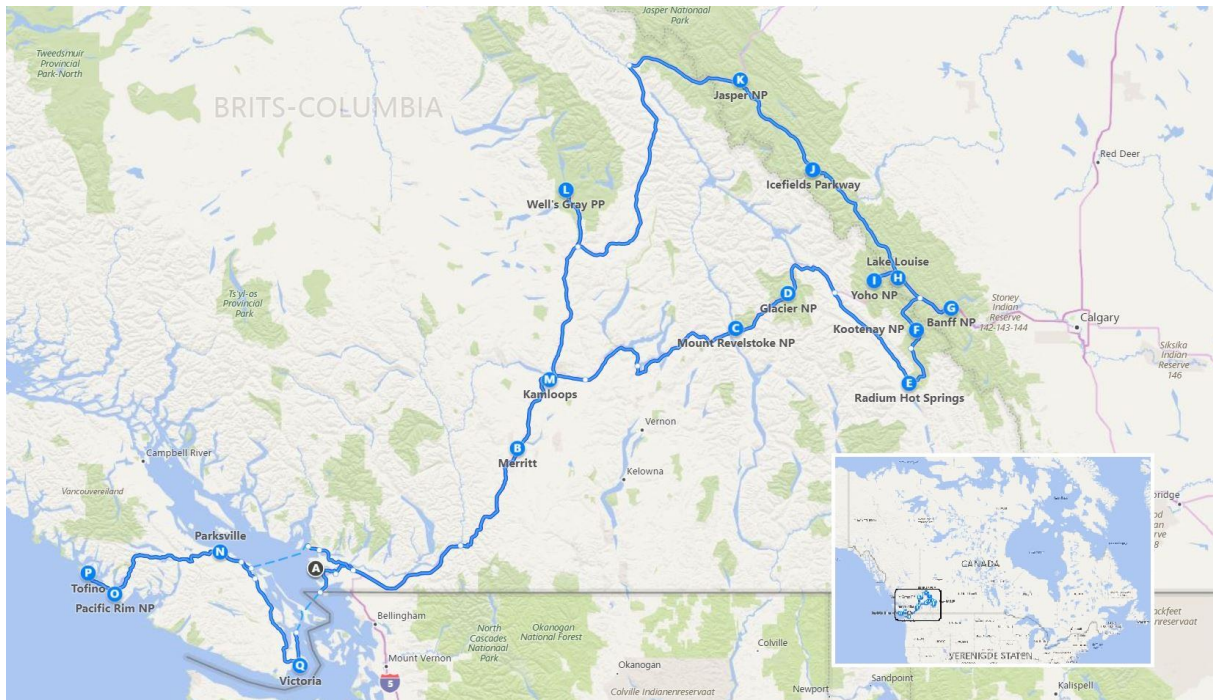 Jasper Nationaal
Park
Tweedsmuir
Provincial
Park-North
BRITS-COLUMBIA
K
Jasper NP
Red Deer
J
Icefields Parkway
L
Well's Gray PP
Lake Louise
H
I
Yoho NP
Ts'yl-os
Provincial
Park
D
Glacier NP
G
Banff NP
Stoney
Indian
Reserve
142-143-144
Calgary
C
Mount Revelstoke NP
Kootenay NP
F
Siksika
Indian
Reserve
146
M
Kamloops
E
Radium Hot Springs
Vernon
B
Merritt
Campbell River
Kelowna
Vancouvereiland
Parksville
N
A
P
Tofino
O
Pacific Rim NP
CANADA
Bellingham
North
Cascades
National
Park
Okanogan
National Forest
Colville
Q
Victoria
Mount Vernon
5
Okanogan
Colville Indianenreservaat
Newport
Sandpoint
VERENIGDE STATEN
Kalispell